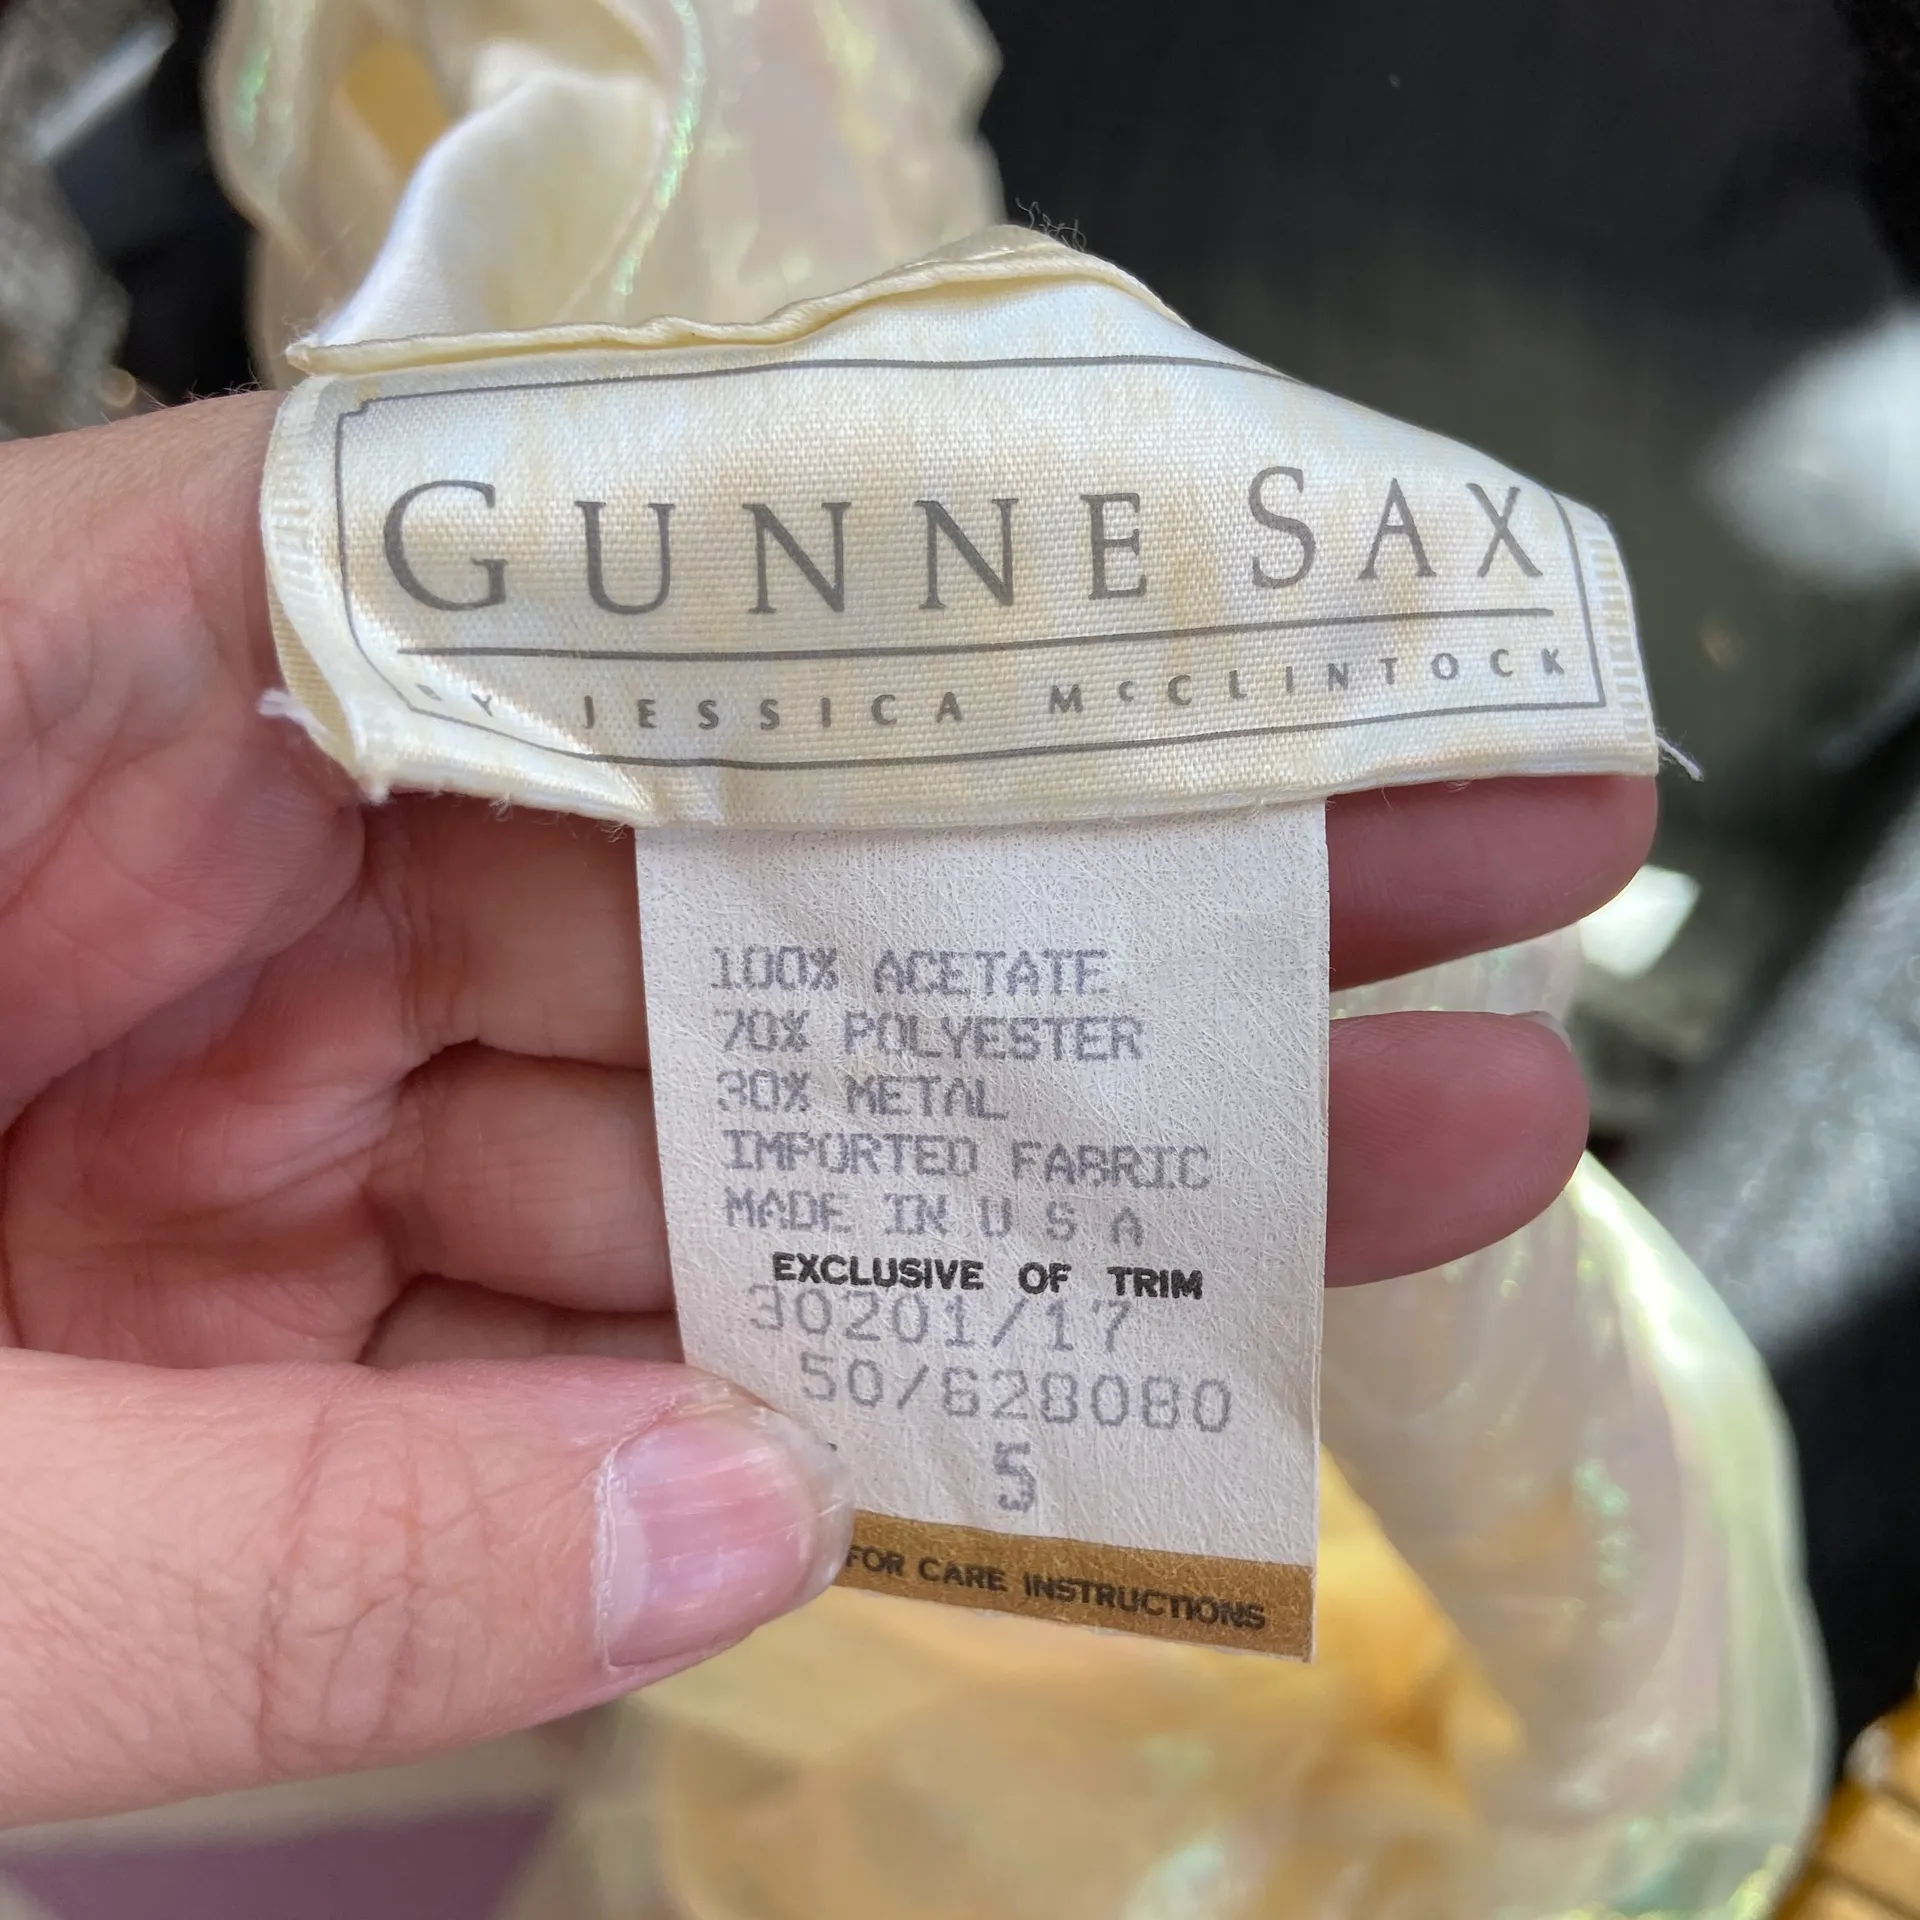 GUNNE SAX
BY JESSICA McCLINTOCK
100% ACETATE
70% POLYESTER
30% METAL
IMPORTED FABRIC
MADE IN U S A
EXCLUSIVE OF TRIM
30201/17
50/628080
5
FOR CARE INSTRUCTIONS